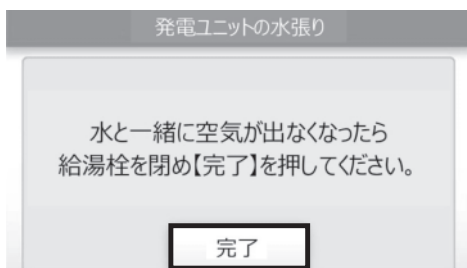 発電ユニットの水張り
水と一緒に空気が出なくなったら
給湯栓を閉め【完了】を押してください。
完了